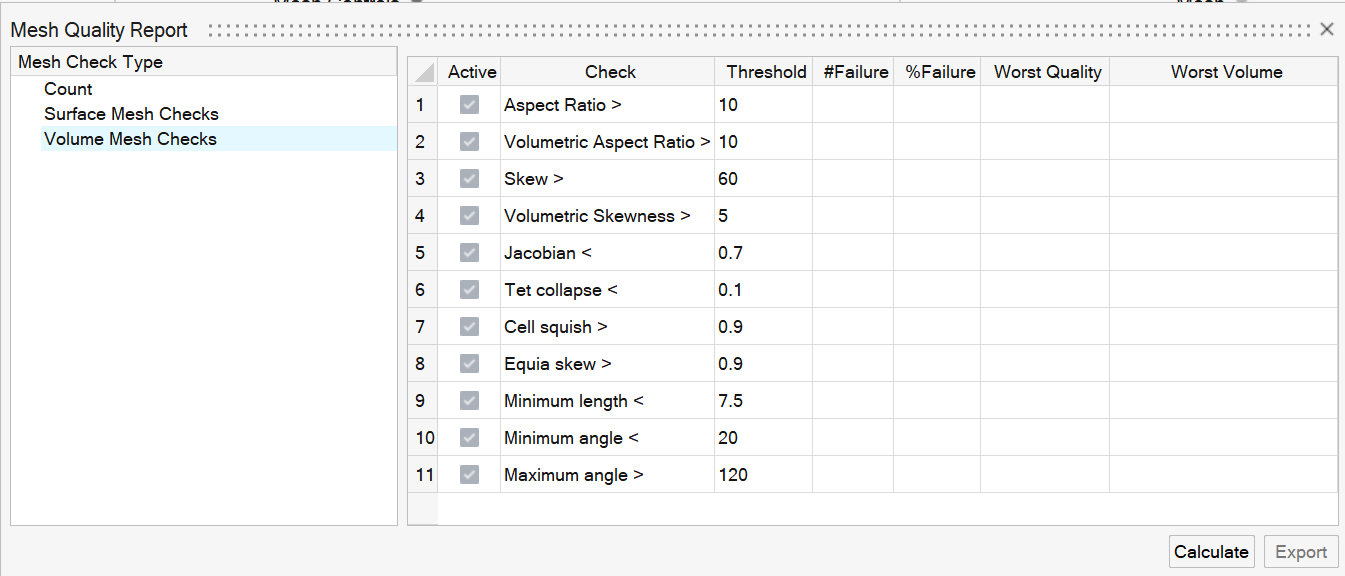 Mesh Quality Report
Mesh Check Type
Count
Surface Mesh Checks
Volume Mesh Checks
Active Check Threshold #Failure %Failure Worst Quality Worst Volume
1 Aspect Ratio > 10
2 Volumetric Aspect Ratio > 10
3 Skew > 60
4 Volumetric Skewness > 5
5 Jacobian < 0.7
6 Tet collapse < 0.1
7 Cell squish > 0.9
8 Equia skew > 0.9
9 Minimum length < 7.5
10 Minimum angle < 20
11 Maximum angle > 120
Calculate Export